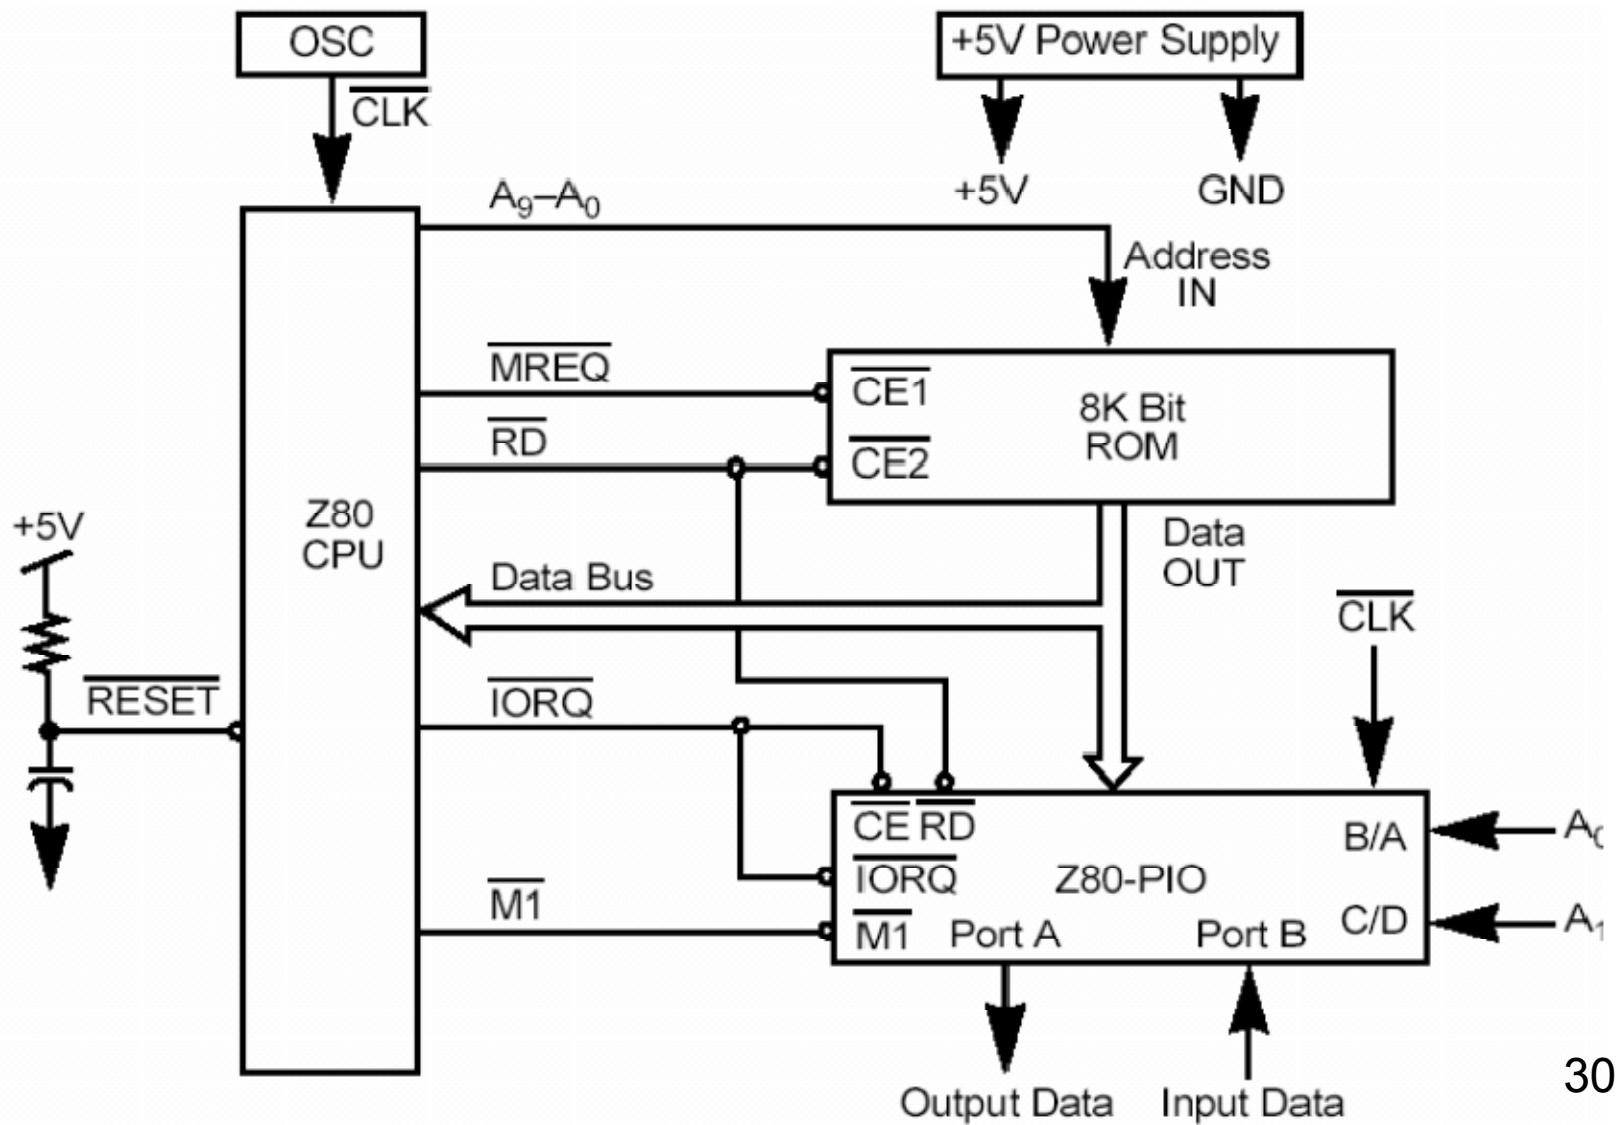 OSC
+5V Power Supply
CLK
+5V
GND
A9–A0
Address
IN
MREQ
CE1
8K Bit
ROM
RD
CE2
Z80
CPU
+5V
Data
OUT
Data Bus
CLK
RESET
IORQ
CE RD
B/A
A0
IORQ
Z80-PIO
M1
M1
Port A
Port B
C/D
A1
Output Data
Input Data
30